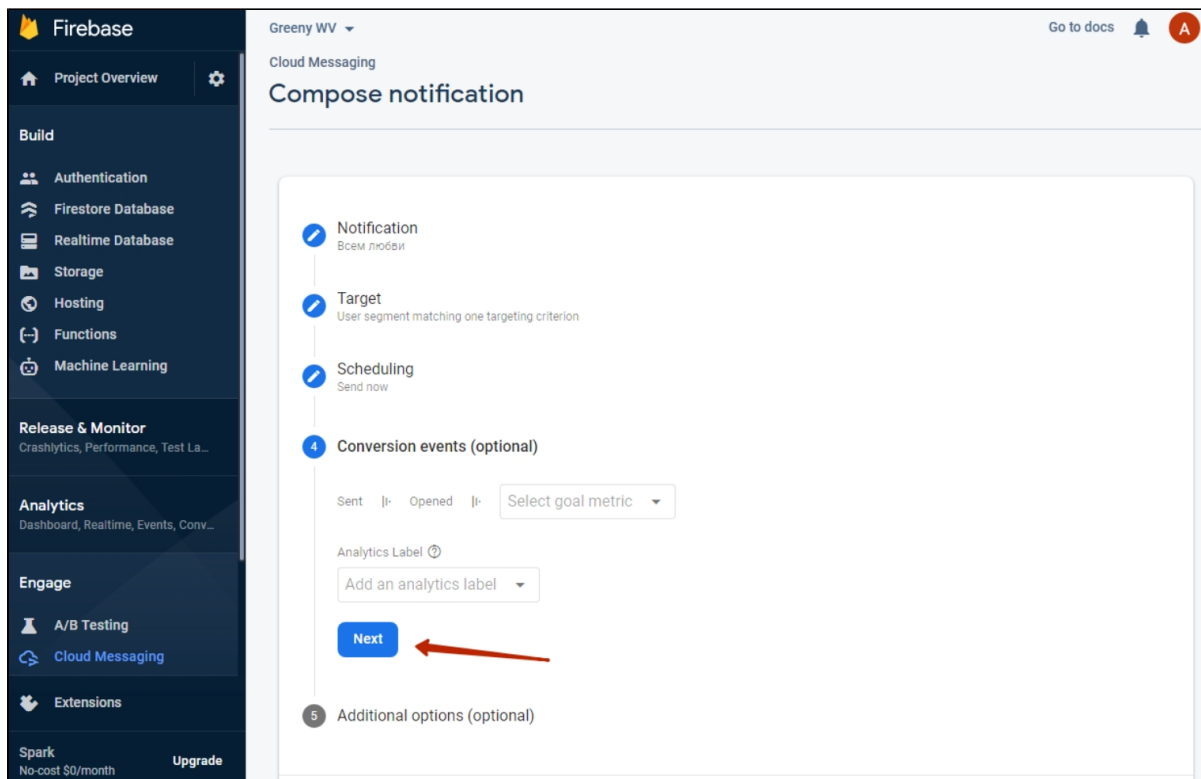 Firebase
Greeny WV
Go to docs
A
Project Overview
Cloud Messaging
Compose notification
Build
Authentication
Firestore Database
Realtime Database
Storage
Hosting
Functions
Machine Learning
Release & Monitor
Crashlytics, Performance, Test La...
Analytics
Dashboard, Realtime, Events, Conv...
Engage
A/B Testing
Cloud Messaging
Extensions
Spark
No-cost $0/month
Upgrade
Notification
Всем любви
Target
User segment matching one targeting criterion
Scheduling
Send now
4 Conversion events (optional)
Sent Opened Select goal metric
Analytics Label
Add an analytics label
Next
5 Additional options (optional)